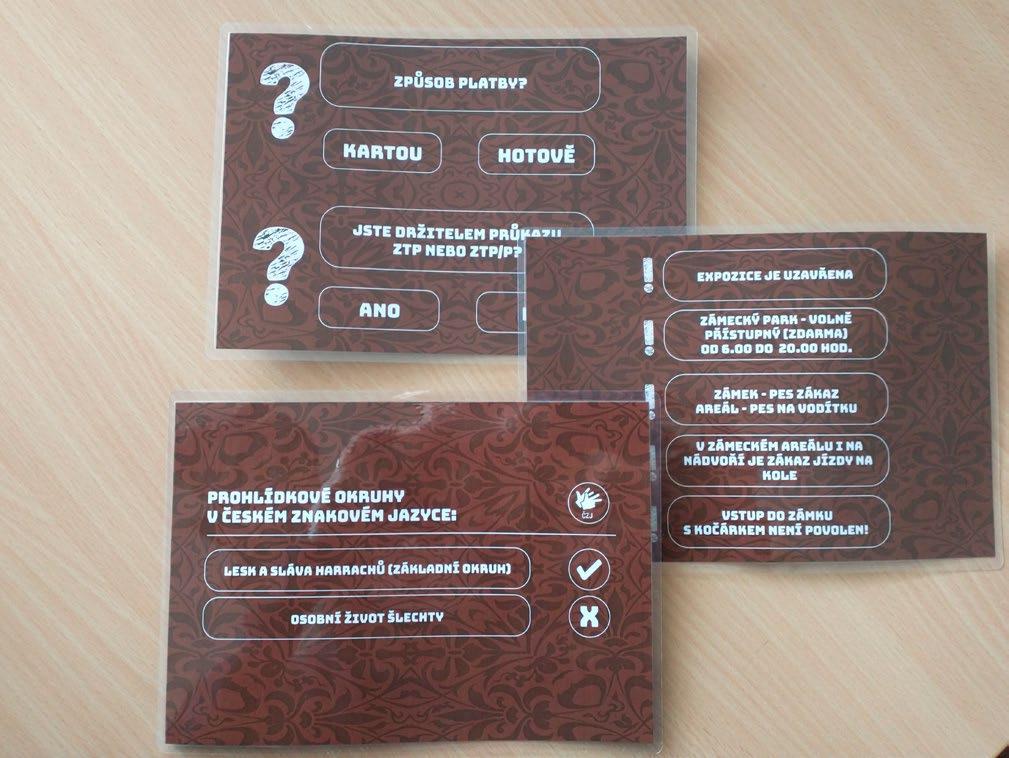 ?
ZPŮSOB PLATBY?
KARTOU
HOTOVĚ
?
JSTE DRŽITELEM PRŮKAZU
ZTP NEBO ZTP/P?
ANO
!
EXPOZICE JE UZAVŘENA
!
ZÁMECKÝ PARK - VOLNĚ
PŘÍSTUPNÝ (ZDARMA)
OD 6.00 DO 20.00 HOD.
!
ZÁMEK - PES ZÁKAZ
AREÁL - PES NA VODÍTKU
V ZÁMECKÉM AREÁLU I NA
NÁDVOŘÍ JE ZÁKAZ JÍZDY NA
KOLE
VSTUP DO ZÁMKU
S KOČÁRKEM NENÍ POVOLEN!
PROHLÍDKOVÉ OKRUHY
V ČESKÉM ZNAKOVÉM JAZYCE:
ČZJ
LESK A SLÁVA HARRACHŮ (ZÁKLADNÍ OKRUH)
OSOBNÍ ŽIVOT ŠLECHTY
X